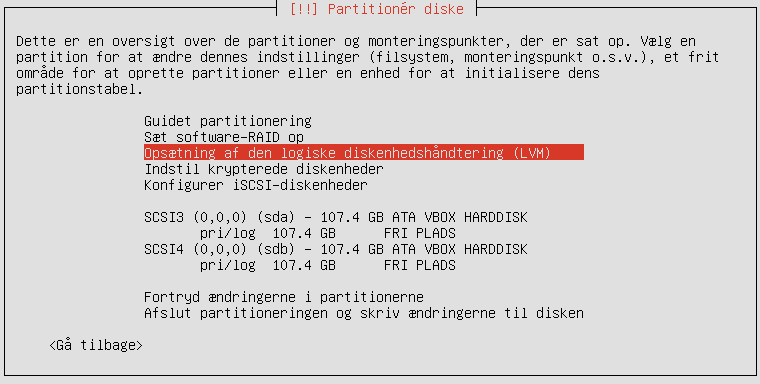 [!!] Partitionér diske
Dette er en oversigt over de partitioner og monteringspunkter, der er sat op. Vælg en
partition for at ændre dennes indstillinger (filsystem, monteringspunkt o.s.v.), et frit
område for at oprette partitioner eller en enhed for at initialisere dens
partitionstabel.
Guidet partitionering
Sæt software-RAID op
Opsætning af den logiske diskenhedshåndtering (LVM)
Indstil krypterede diskenheder
Konfigurer iSCSI-diskenheder
SCSI3 (0,0,0) (sda) - 107.4 GB ATA VBOX HARDDISK
pri/log 107.4 GB FRI PLADS
SCSI4 (0,0,0) (sdb) - 107.4 GB ATA VBOX HARDDISK
pri/log 107.4 GB FRI PLADS
Fortryd ændringerne i partitionerne
Afslut partitioneringen og skriv ændringerne til disken
<Gå tilbage>